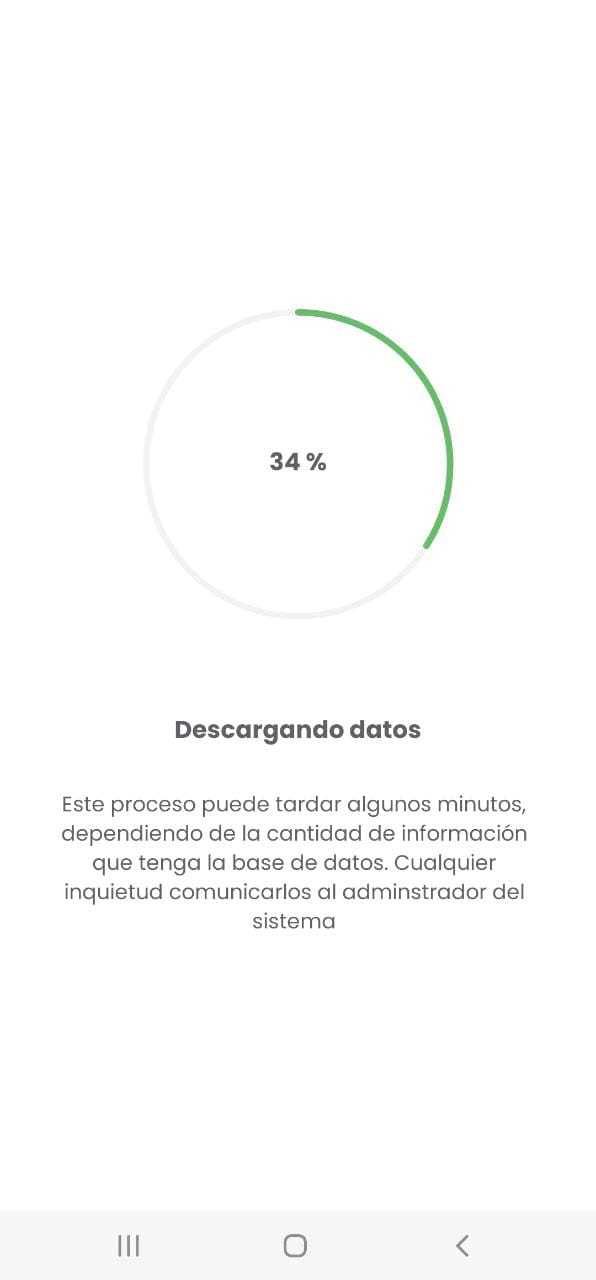 34 %
Descargando datos
Este proceso puede tardar algunos minutos,
dependiendo de la cantidad de información
que tenga la base de datos. Cualquier
inquietud comunicarlos al adminstrador del
sistema